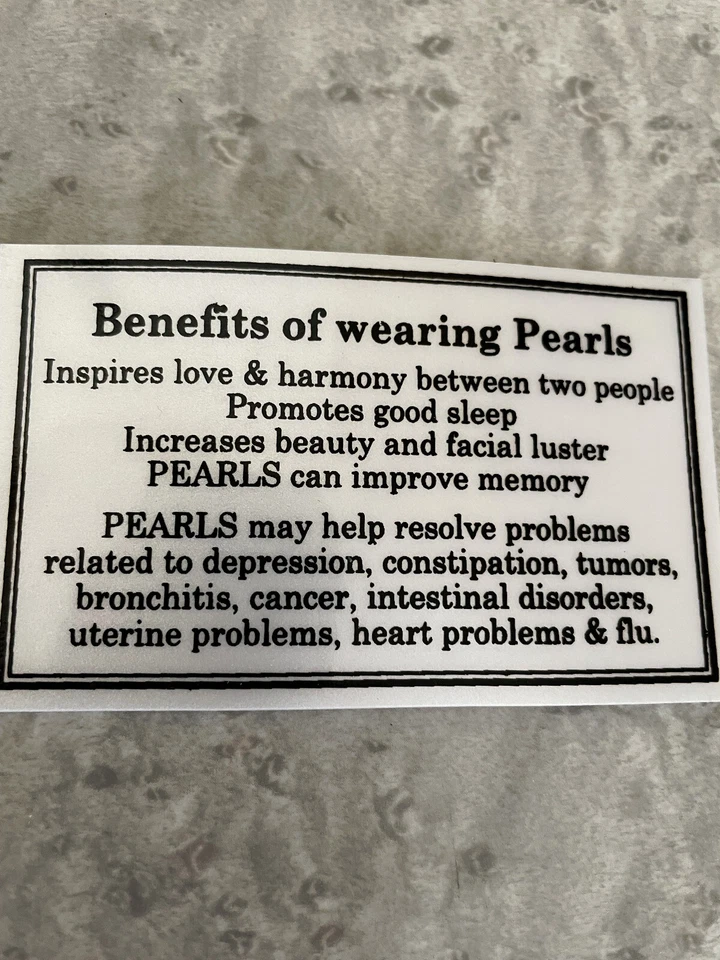 Benefits of wearing Pearls
Inspires love & harmony between two people
Promotes good sleep
Increases beauty and facial luster
PEARLS can improve memory
PEARLS may help resolve problems
related to depression, constipation, tumors,
bronchitis, cancer, intestinal disorders,
uterine problems, heart problems & flu.